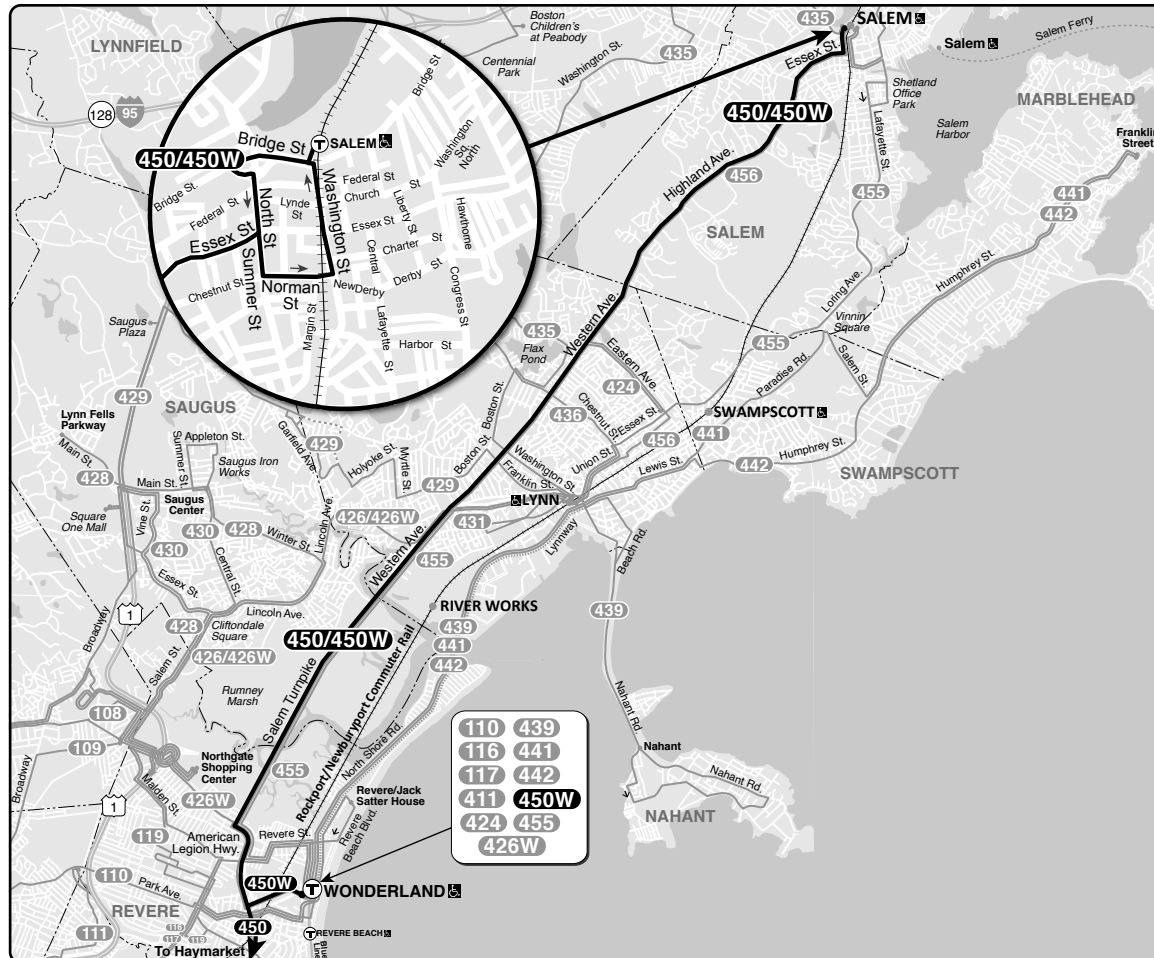 LYNNFIELD
Boston
Children's
at Peabody
Centennial
Park
Washington St.
435
435
SALEM
Salem
Salem Ferry
Essex St.
Shetland
Office
Park
Salem
Harbor
MARBLEHEAD
Franklin
Street
128
95
450/450W
Lafayette St.
Highland Ave.
456
455
441
442
SALEM
Humphrey St.
Loring Ave.
Vinnin
Square
Bridge St
SALEM
450/450W
Bridge St
Washington
Sq
North
Bridge St.
Federal St
North St
Lynde
St
Washington St
Federal St
Church
Liberty St
Hawthorne
Essex St
Essex St
Central
Charter St
Chestnut St
Summer St
Norman
St
NewDerby
Derby St
Congress St
Margin St
Lafayette St
Harbor St
Saugus
Plaza
Western Ave.
435
Flax
Pond
Eastern Ave.
424
455
Paradise Rd.
Salem St.
429
Boston St.
436
Chestnut St.
Essex St.
SWAMPSCOTT
Lynn Fells
Parkway
SAUGUS
Main St.
428
Summer St.
Appleton St.
Saugus Iron
Works
Garfield Ave.
429
Holyoke St.
Myrtle St.
429
Boston St.
Washington St.
Franklin St.
Union St.
456
441
Lewis St.
442
Humphrey St.
SWAMPSCOTT
Main St.
Saugus
Center
Square
One Mall
Vine St.
430
430
428
Winter St.
Lincoln Ave.
426/426W
LYNN
431
Western Ave.
455
Lynnway
Beach Rd.
Essex St.
Central St.
Lincoln Ave.
1
Broadway
428
Cliftondale
Square
426/426W
Salem St.
450/450W
RIVER WORKS
439
441
442
439
Rumney
Marsh
Salem Turnpike
Rockport/Newburyport Commuter Rail
North Shore Rd.
Nahant Rd.
Nahant
Nahant Rd.
NAHANT
108
109
Broadway
Northgate
Shopping
Center
455
110 439
116 441
117 442
411 450W
424 455
426W
1
Malden St.
426W
119
American
Legion Hwy.
Revere St.
Revere/Jack
Satter House
Revere
Beach Blvd.
110
Park Ave.
REVERE
111
450W
T WONDERLAND
450
116
117
119
To Haymarket
T REVERE BEACH
Blue
Line